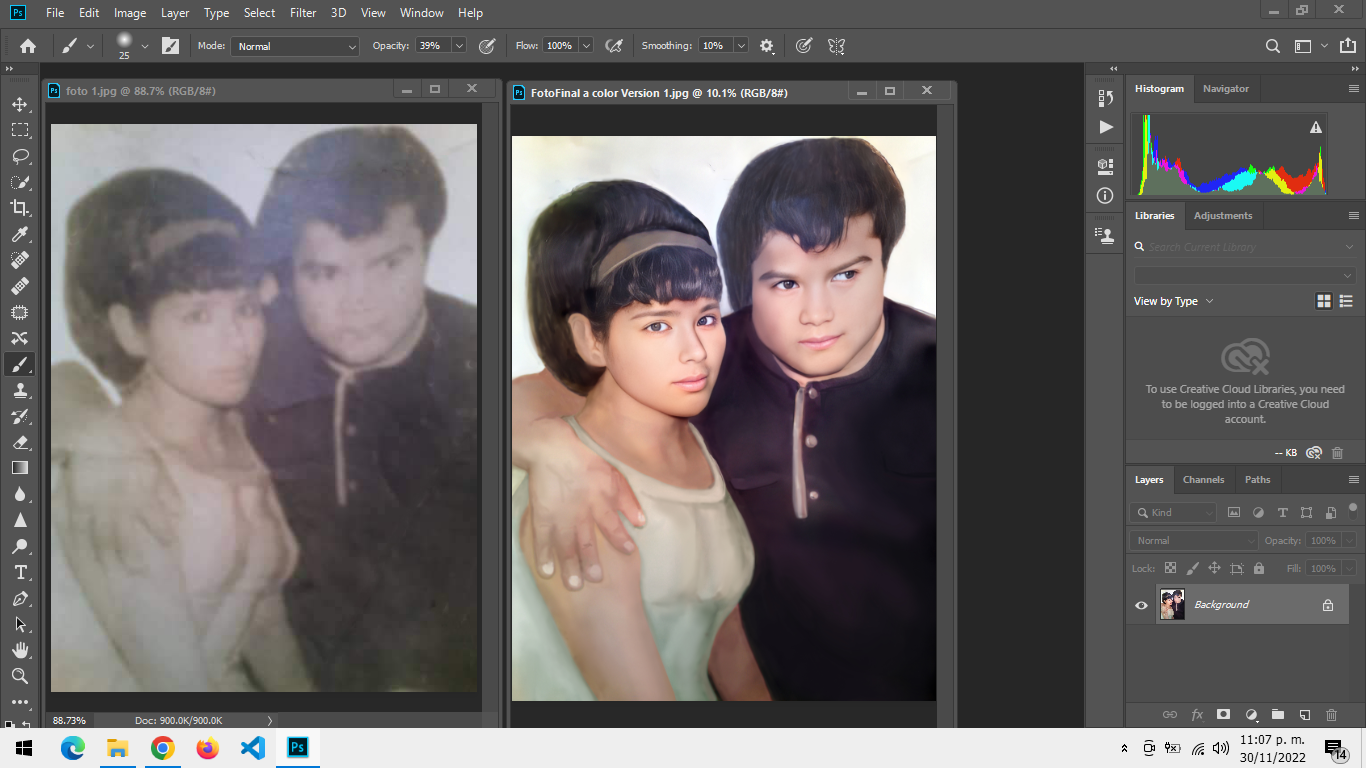 Ps File Edit Image Layer Type Select Filter 3D View Window Help
25 Mode: Normal Opacity: 39% Flow: 100% Smoothing: 10%
Ps foto 1.jpg @ 88.7% (RGB/8#)
Ps FotoFinal a color Version 1.jpg @ 10.1% (RGB/8#)
88.73% Doc: 900.0K/900.0K
Histogram Navigator
Libraries Adjustments
Search Current Library
View by Type
To use Creative Cloud Libraries, you need
to be logged into a Creative Cloud
account.
-- KB
Layers Channels Paths
Kind
Normal Opacity: 100%
Lock: Fill: 100%
Background
fx
Ps 11:07 p. m.
30/11/2022 14